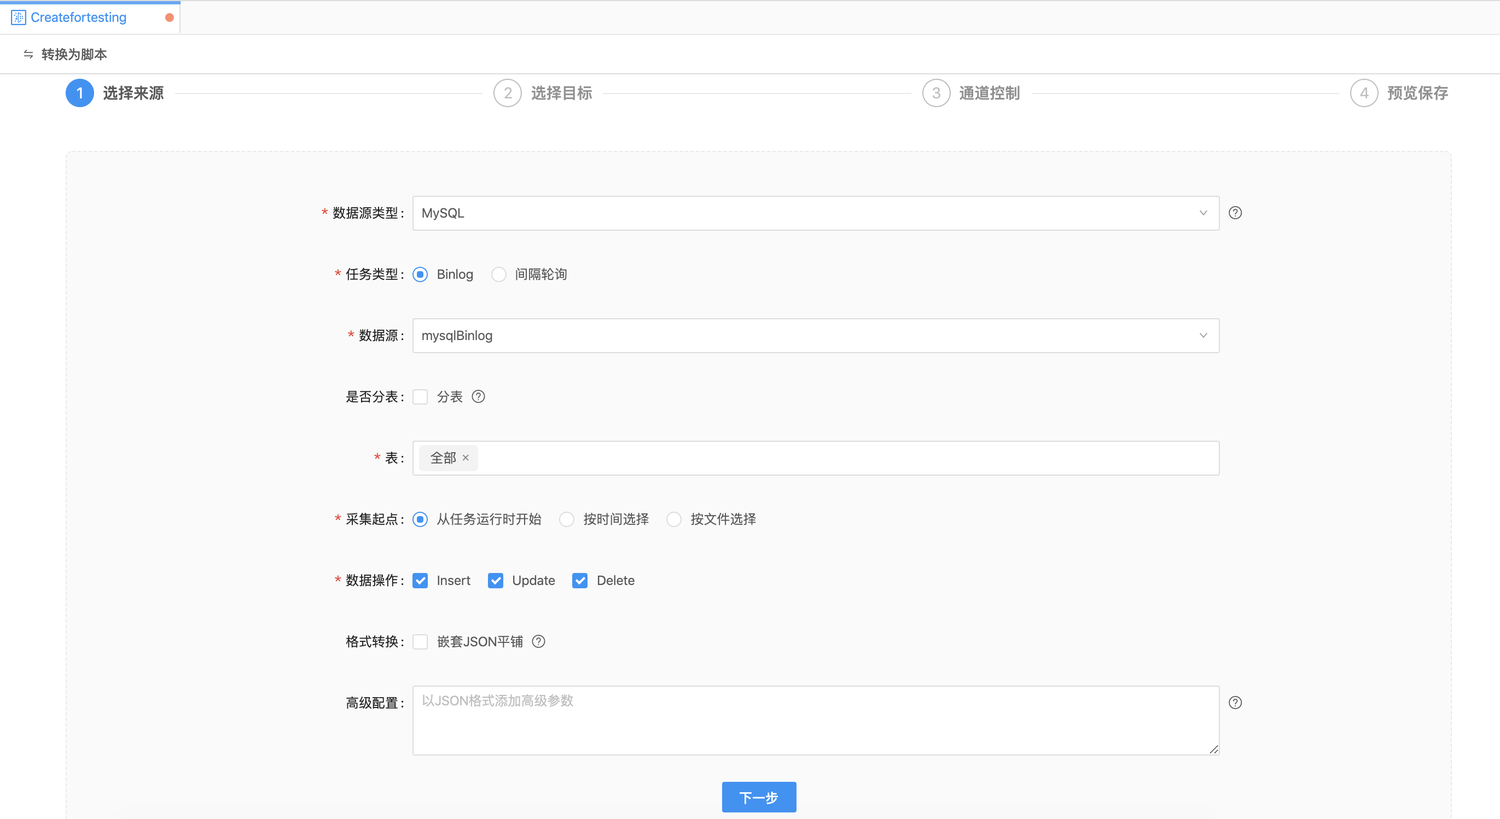 Createfortesting
转换为脚本
1 选择来源 2 选择目标 3 通道控制 4 预览保存
* 数据源类型: MySQL
* 任务类型: Binlog 间隔轮询
* 数据源: mysqlBinlog
是否分表: 分表
* 表: 全部 ×
* 采集起点: 从任务运行时开始 按时间选择 按文件选择
* 数据操作: Insert Update Delete
格式转换: 嵌套JSON平铺
高级配置: 以JSON格式添加高级参数
下一步